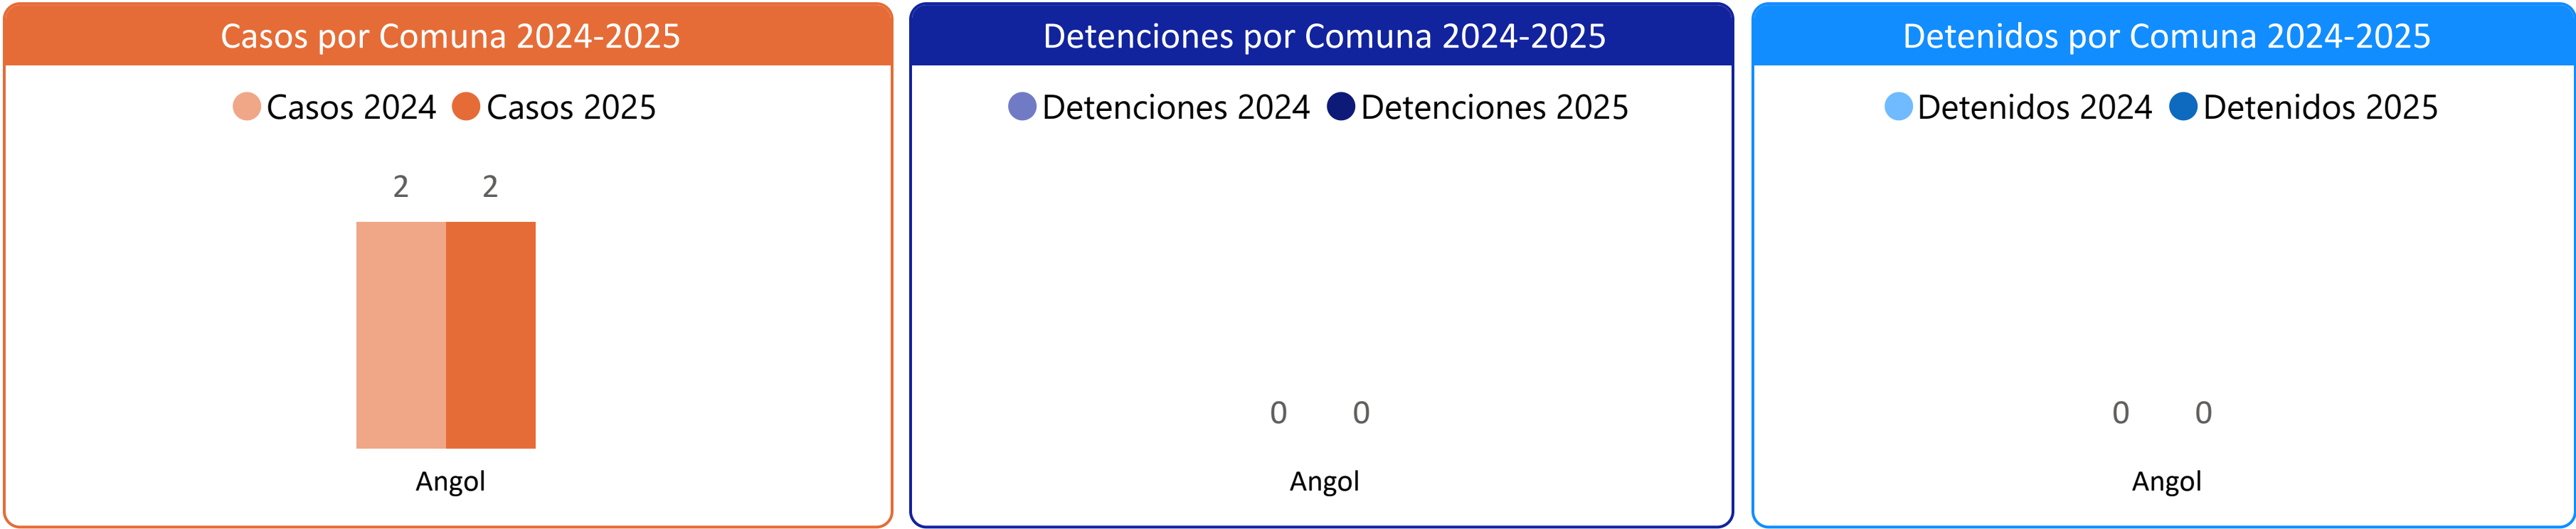 Casos por Comuna 2024-2025
Casos 2024 Casos 2025
2 2
Angol
Detenciones por Comuna 2024-2025
Detenciones 2024 Detenciones 2025
0 0
Angol
Detenidos por Comuna 2024-2025
Detenidos 2024 Detenidos 2025
0 0
Angol